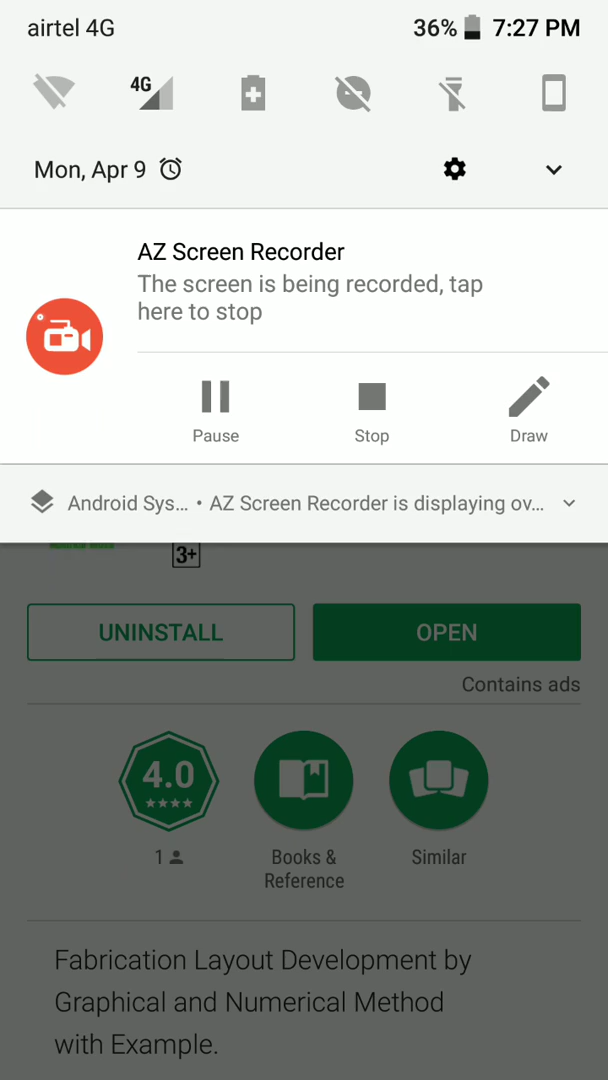 airtel 4G 36% 7:27 PM
4G
Mon, Apr 9
AZ Screen Recorder
The screen is being recorded, tap
here to stop
Pause Stop Draw
Android Sys... • AZ Screen Recorder is displaying ov...
3+
UNINSTALL OPEN
Contains ads
4.0
1 Books & Similar
Reference
Fabrication Layout Development by
Graphical and Numerical Method
with Example.